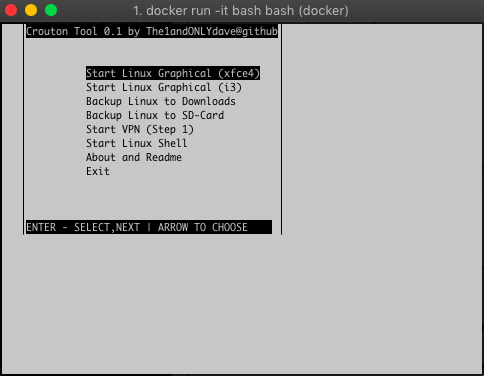 1. docker run -it bash bash (docker)
Crouton Tool 0.1 by The1andONLYdave@github
Start Linux Graphical (xfce4)
Start Linux Graphical (i3)
Backup Linux to Downloads
Backup Linux to SD-Card
Start VPN (Step 1)
Start Linux Shell
About and Readme
Exit
ENTER - SELECT,NEXT | ARROW TO CHOOSE